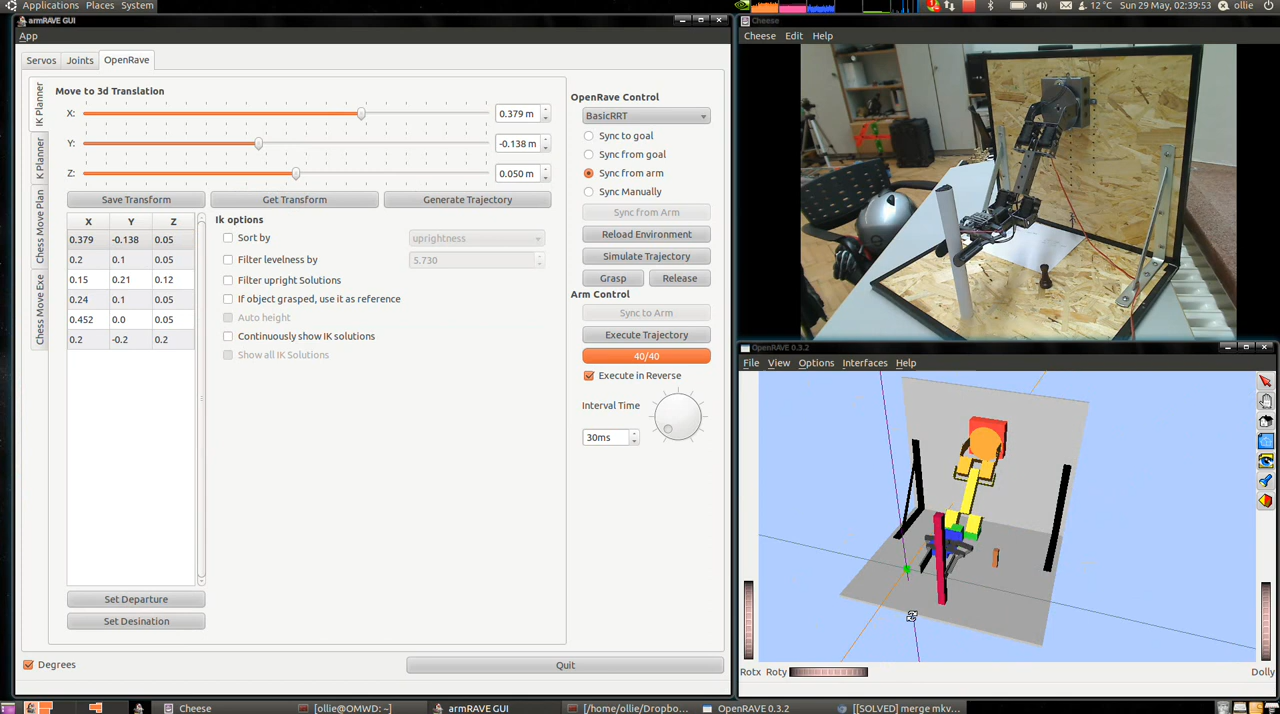 Applications Places System
12 °C Sun 29 May, 02:39:53 ollie
armRAVE GUI
App
Servos Joints OpenRave
IK Planner
K Planner
Chess Move Plan
Chess Move Exe
Move to 3d Translation
X: 0.379 m
Y: -0.138 m
Z: 0.050 m
Save Transform Get Transform Generate Trajectory
X Y Z
0.379 -0.138 0.05
0.2 0.1 0.05
0.15 0.21 0.12
0.24 0.1 0.05
0.452 0.0 0.05
0.2 -0.2 0.2
Set Departure
Set Desination
Ik options
Sort by uprightness
Filter levelness by 5.730
Filter upright Solutions
If object grasped, use it as reference
Auto height
Continuously show IK solutions
Show all IK Solutions
OpenRave Control
BasicRRT
Sync to goal
Sync from goal
Sync from arm
Sync Manually
Sync from Arm
Reload Environment
Simulate Trajectory
Grasp Release
Arm Control
Sync to Arm
Execute Trajectory
40/40
Execute in Reverse
Interval Time
30ms
Degrees
Quit
Cheese
Cheese Edit Help
OpenRAVE 0.3.2
File View Options Interfaces Help
Rotx Roty Dolly
Cheese [ollie@OMWD: ~] armRAVE GUI [/home/ollie/Dropbo... OpenRAVE 0.3.2 [[SOLVED] merge mkv...